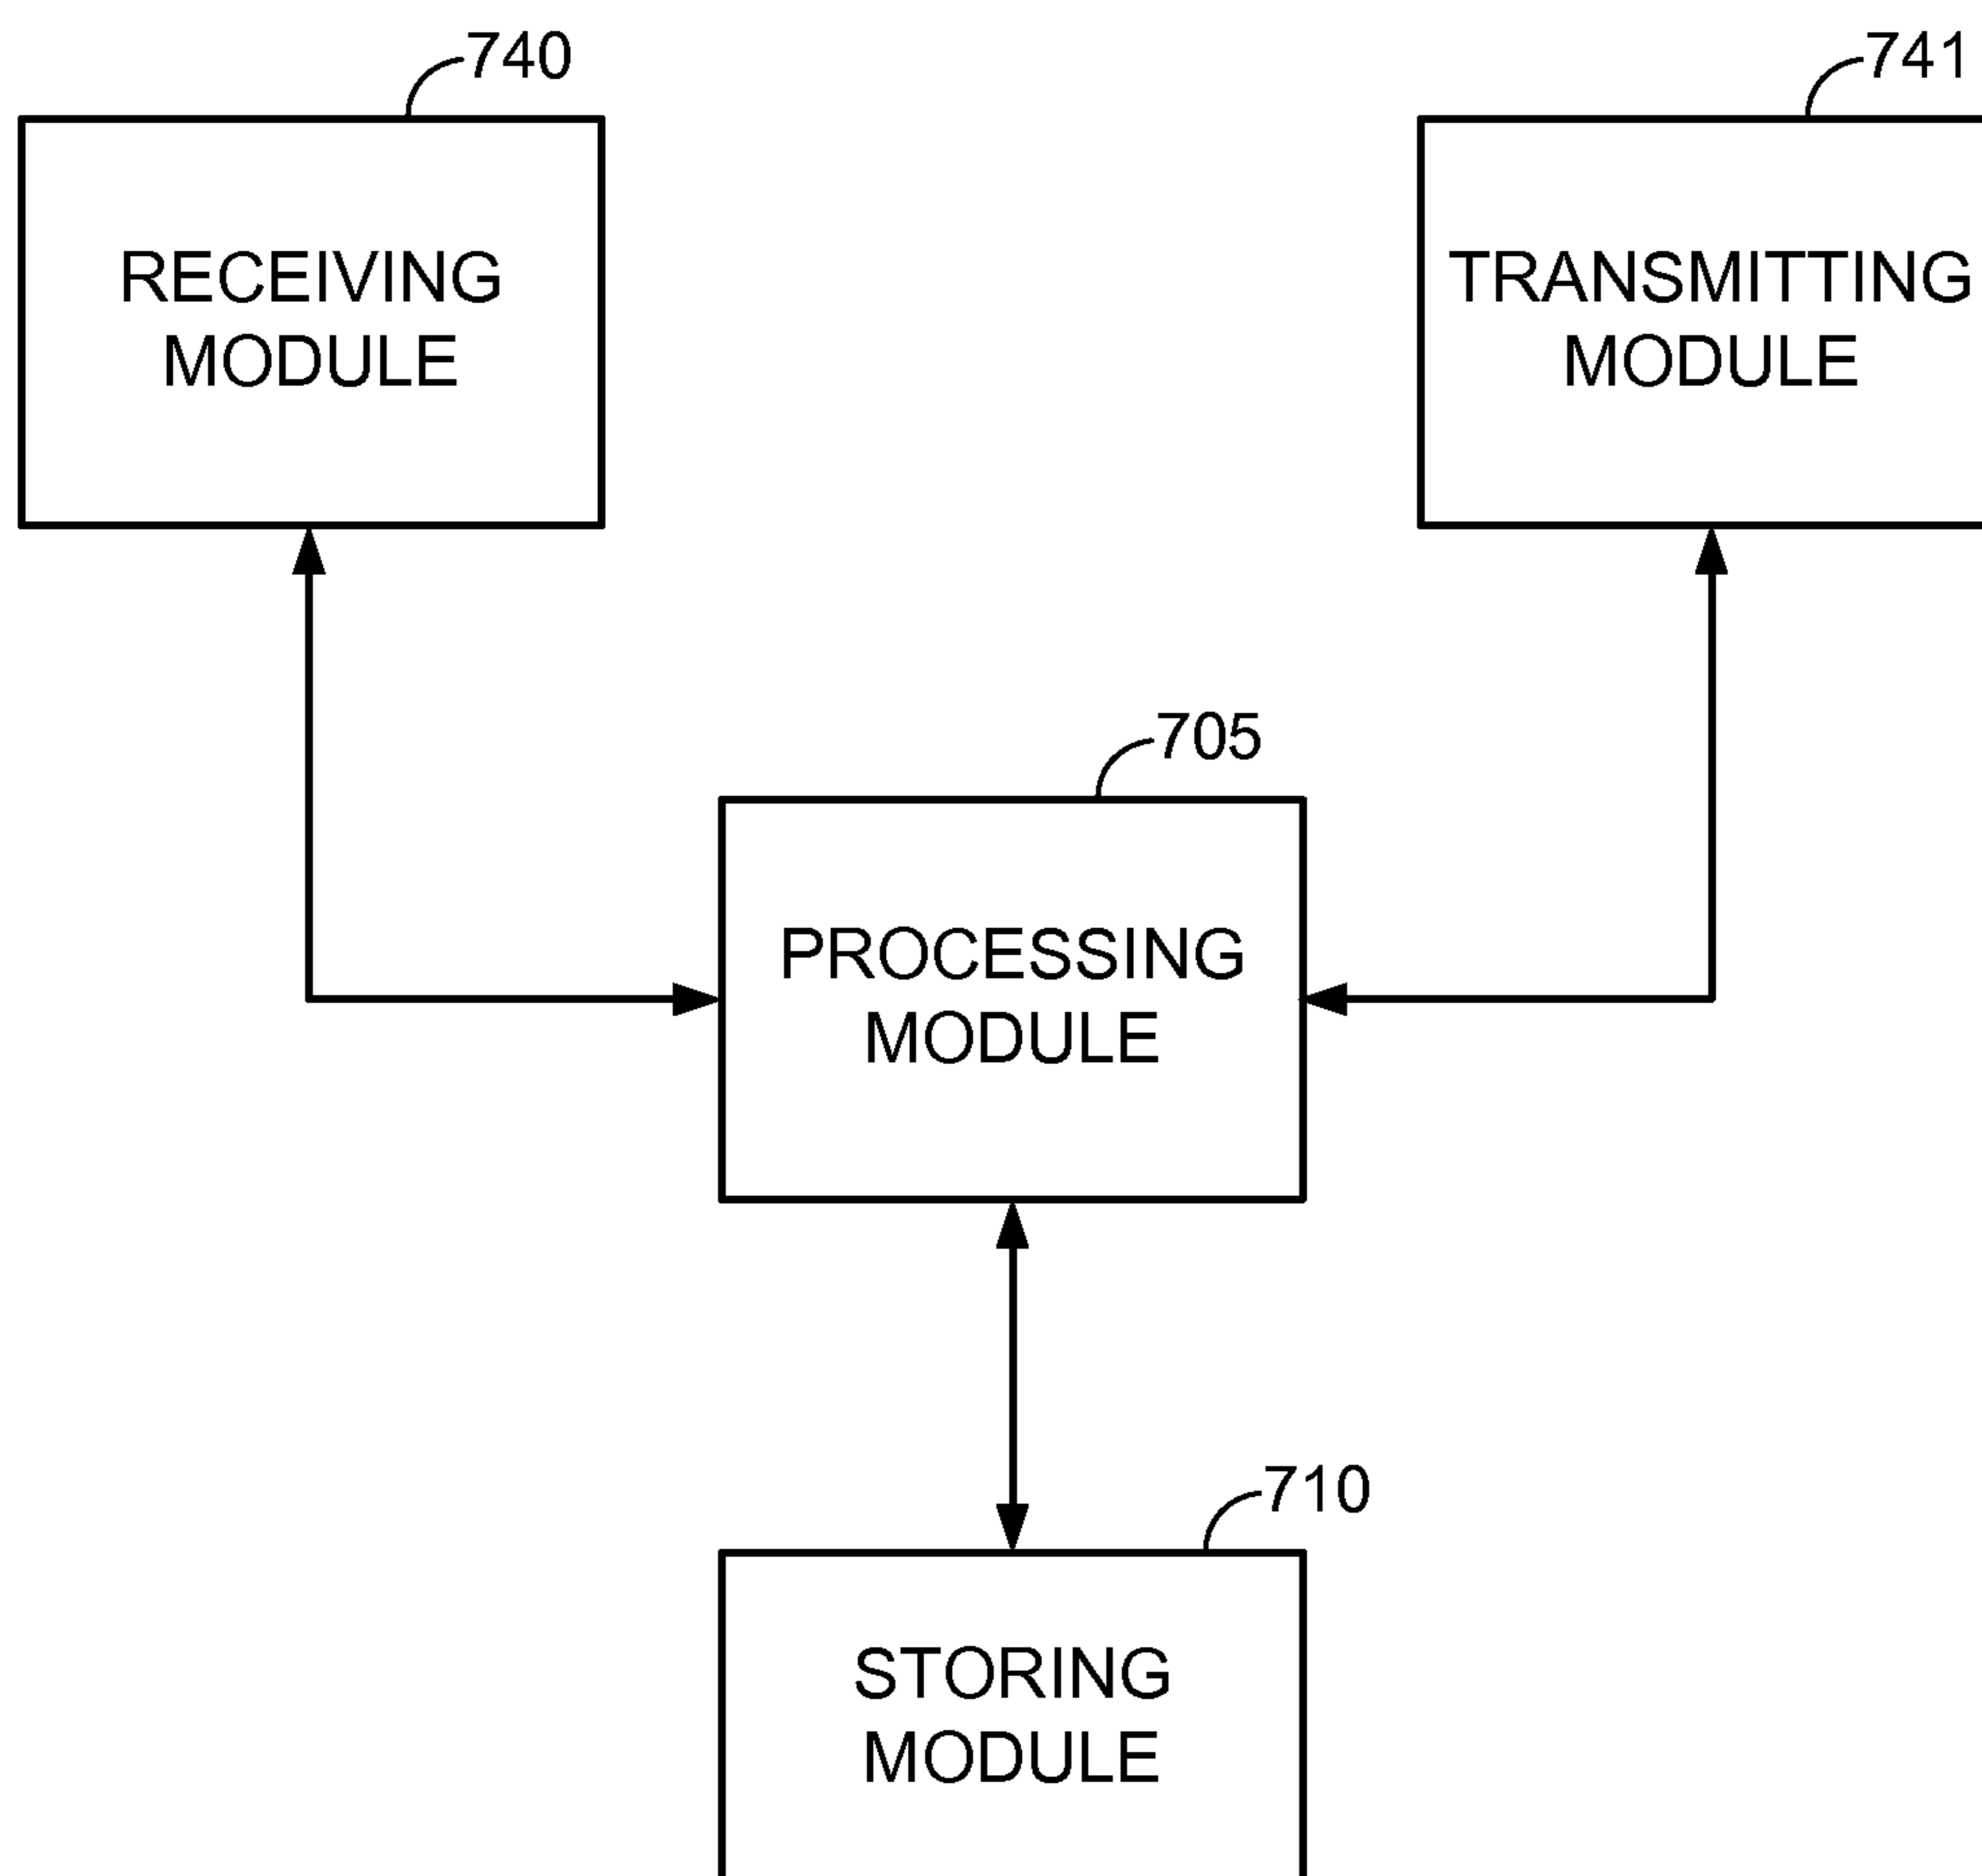 740
741
RECEIVING
MODULE
TRANSMITTING
MODULE
705
PROCESSING
MODULE
710
STORING
MODULE